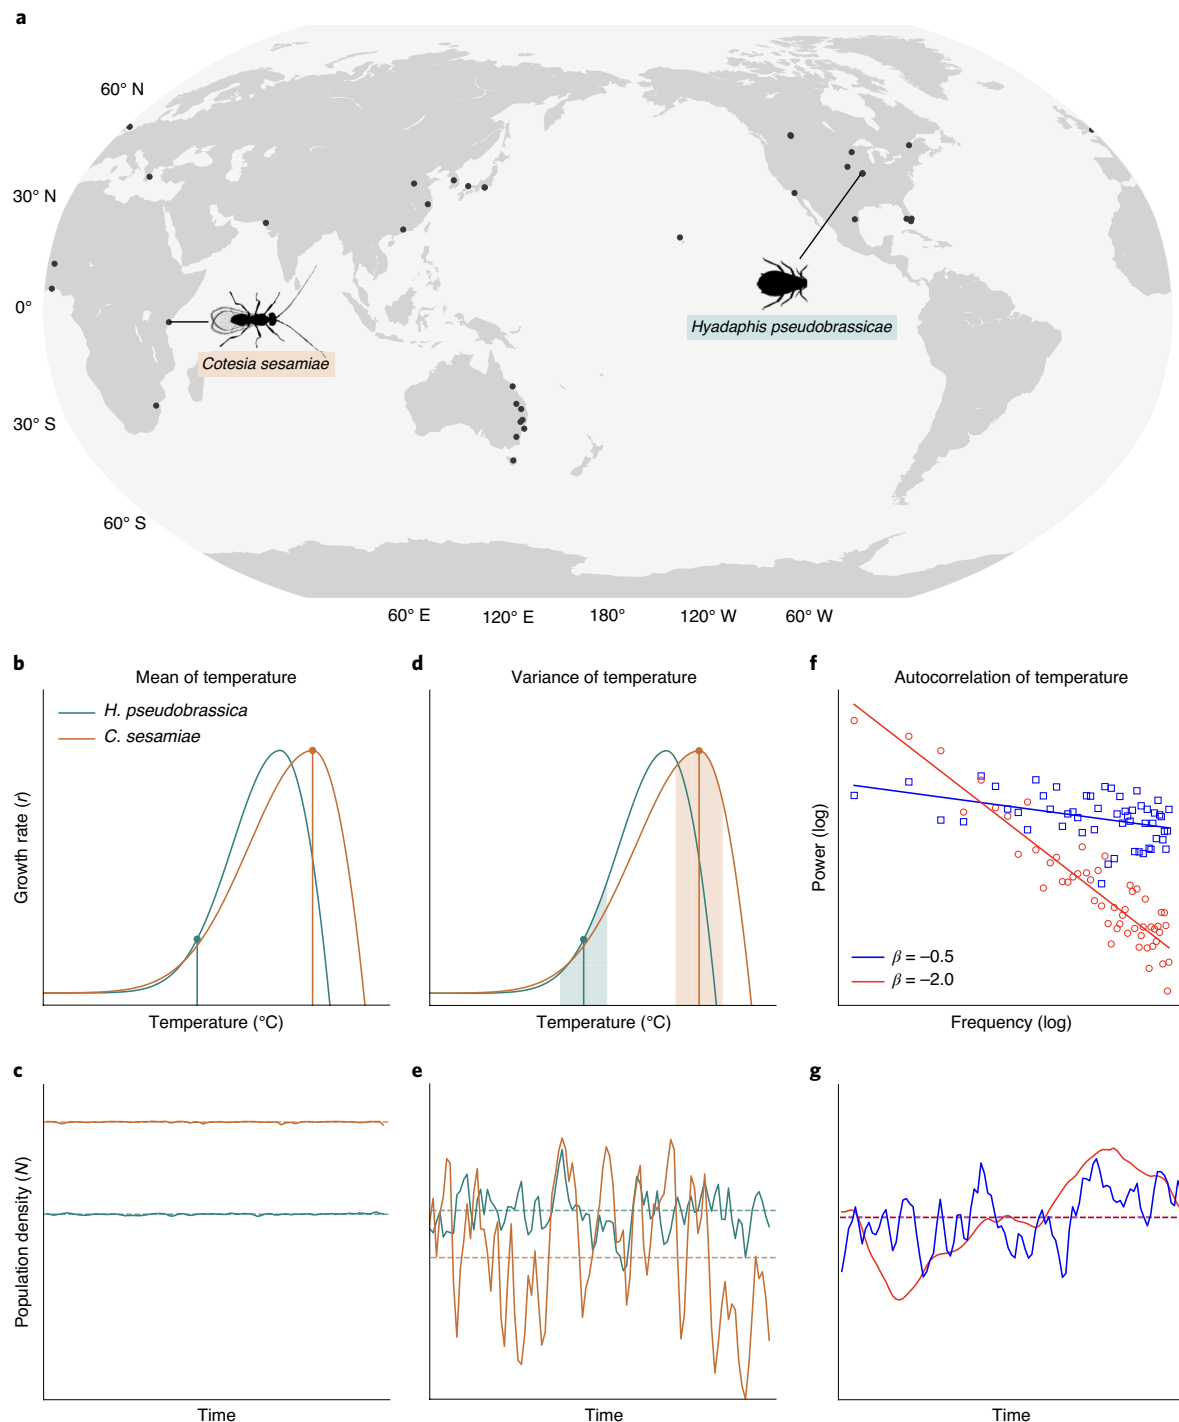 a
60° N
30° N
0°
30° S
60° S
Hyadaphis pseudobrassicae
Cotesia sesamiae
60° E
120° E
180°
120° W
60° W
b
Mean of temperature
H. pseudobrassica
C. sesamiae
Growth rate (r)
Temperature (°C)
d
Variance of temperature
Temperature (°C)
f
Autocorrelation of temperature
Power (log)
β = –0.5
β = –2.0
Frequency (log)
c
Population density (N)
Time
e
Time
g
Time